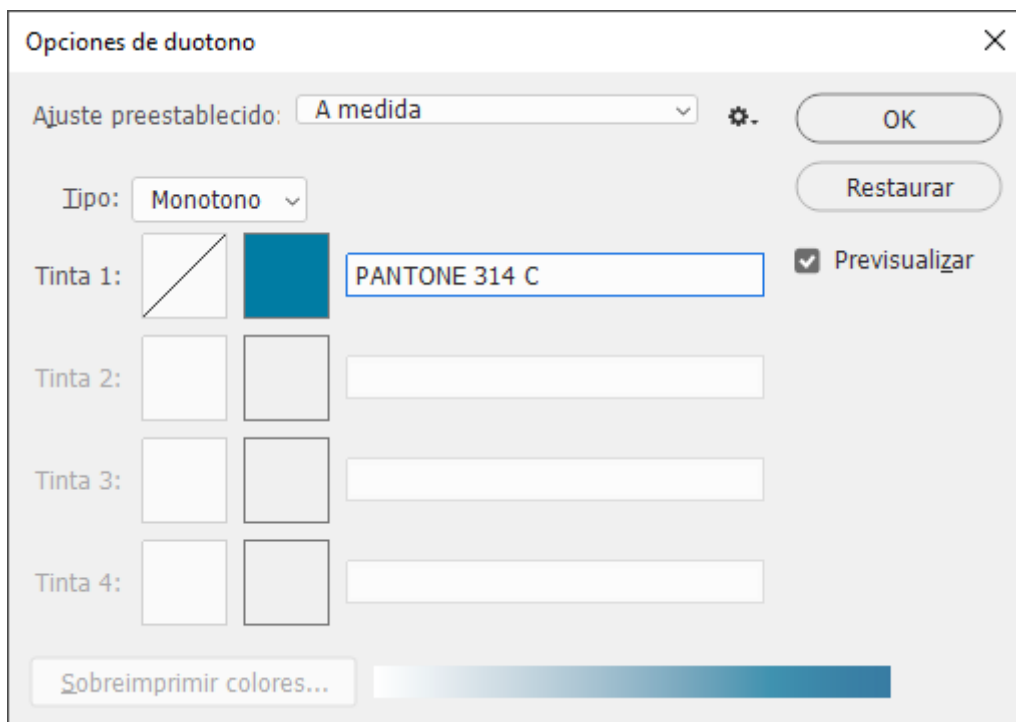 Opciones de duotono
Ajuste preestablecido: A medida
OK
Tipo: Monotono
Restaurar
Tinta 1: PANTONE 314 C
Previsualizar
Tinta 2:
Tinta 3:
Tinta 4:
Sobreimprimir colores...